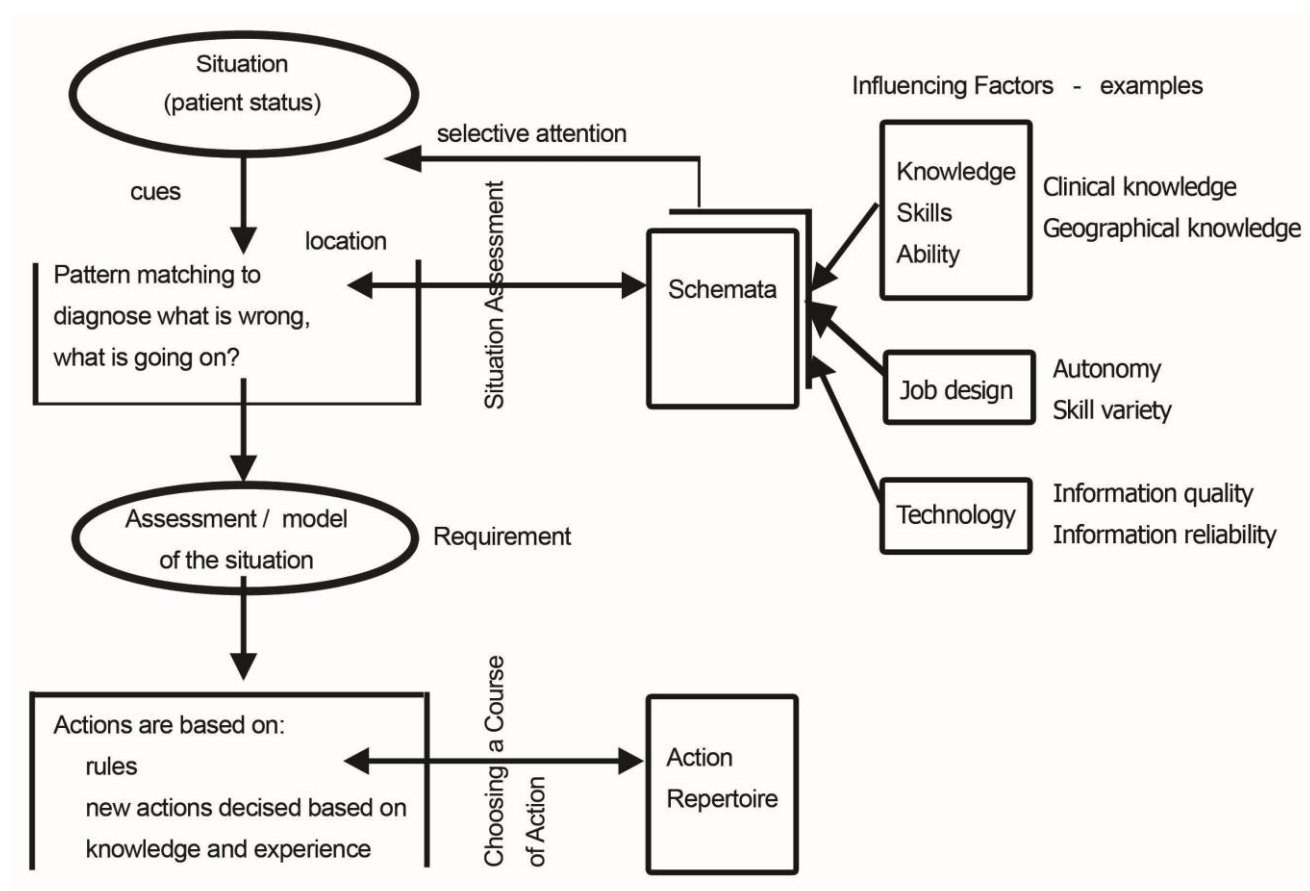 Situation
(patient status)
selective attention
Influencing Factors - examples
cues
location
Situation Assessment
Pattern matching to
diagnose what is wrong,
what is going on?
Schemata
Knowledge
Skills
Ability
Clinical knowledge
Geographical knowledge
Job design
Autonomy
Skill variety
Technology
Information quality
Information reliability
Assessment / model
of the situation
Requirement
Actions are based on:
rules
new actions decised based on
knowledge and experience
Choosing a Course
of Action
Action
Repertoire